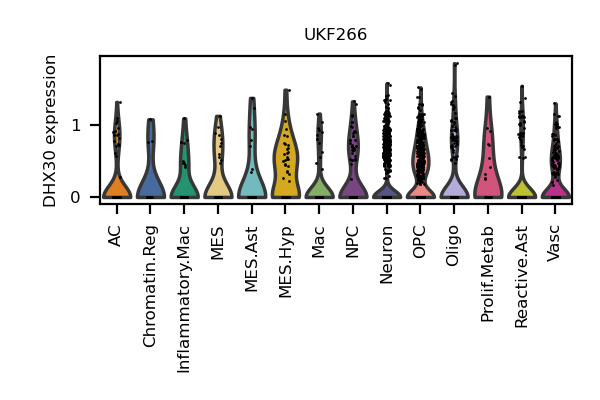 UKF266
DHX30 expression
1
0
AC
Chromatin.Reg
Inflammatory.Mac
MES
MES.Ast
MES.Hyp
Mac
NPC
Neuron
OPC
Oligo
Prolif.Metab
Reactive.Ast
Vasc